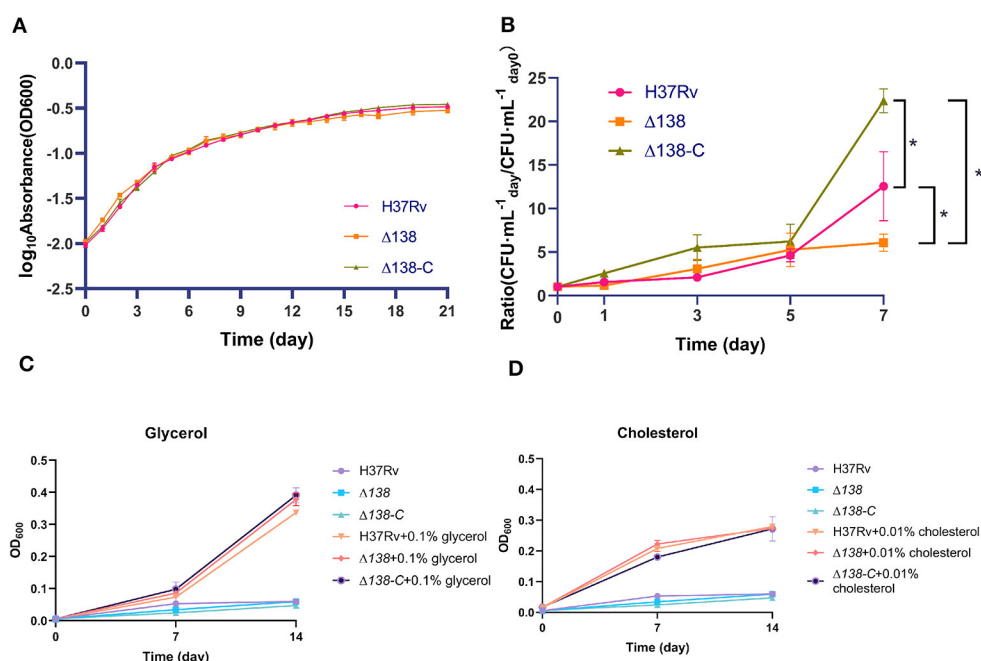 A
log₁₀Absorbance(OD600)
0.0
-0.5
-1.0
-1.5
-2.0
-2.5
0 3 6 9 12 15 18 21
Time (day)
H37Rv
Δ138
Δ138-C
B
Ratio(CFU·mL⁻¹ day/CFU·mL⁻¹ day0)
25
20
15
10
5
0
0 1 3 5 7
Time (day)
H37Rv
Δ138
Δ138-C
*
*
*
C
Glycerol
OD₆₀₀
0.5
0.4
0.3
0.2
0.1
0.0
0 7 14
Time (day)
H37Rv
Δ138
Δ138-C
H37Rv+0.1% glycerol
Δ138+0.1% glycerol
Δ138-C+0.1% glycerol
D
Cholesterol
OD₆₀₀
0.5
0.4
0.3
0.2
0.1
0.0
0 7 14
Time (day)
H37Rv
Δ138
Δ138-C
H37Rv+0.01% cholesterol
Δ138+0.01% cholesterol
Δ138-C+0.01%
cholesterol